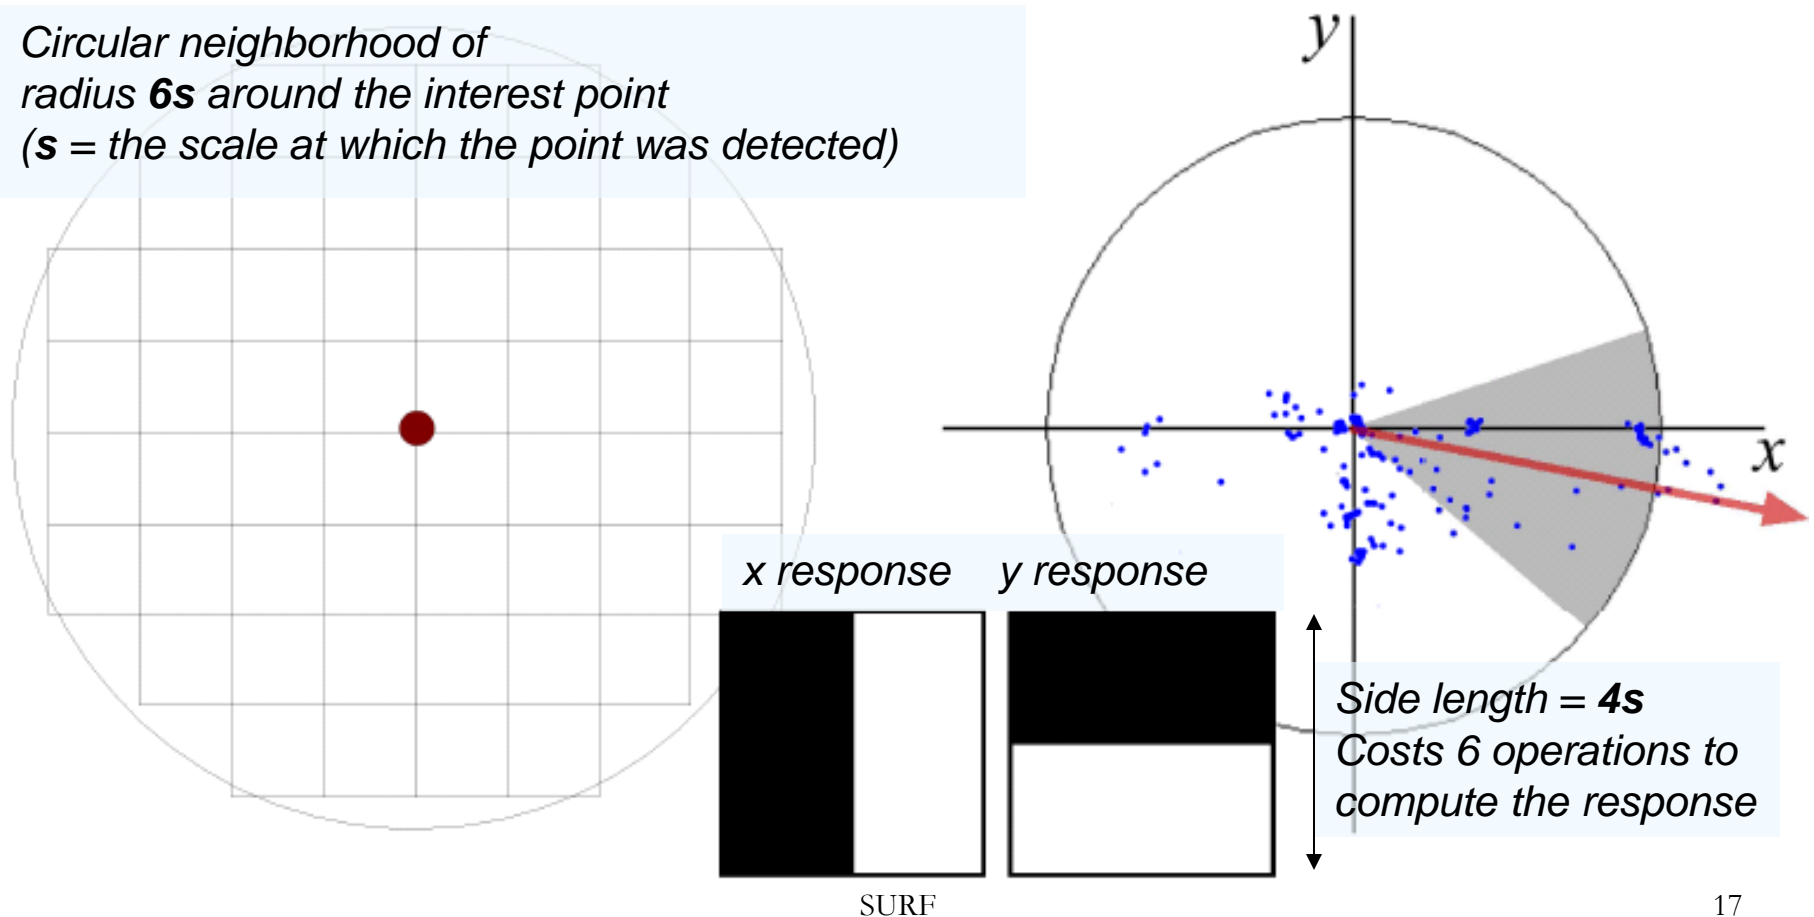 Circular neighborhood of
radius 6s around the interest point
(s = the scale at which the point was detected)
y
x
x response y response
Side length = 4s
Costs 6 operations to
compute the response
SURF
17